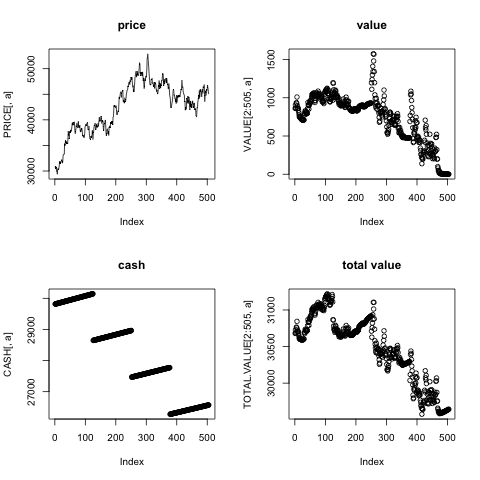 price
PRICE[, a]
30000 40000 50000
0 100 200 300 400 500
Index
value
VALUE[2:505, a]
0 500 1000 1500
0 100 200 300 400 500
Index
cash
CASH[, a]
27000 29000
0 100 200 300 400 500
Index
total value
TOTAL.VALUE[2:505, a]
30000 30500 31000
0 100 200 300 400 500
Index